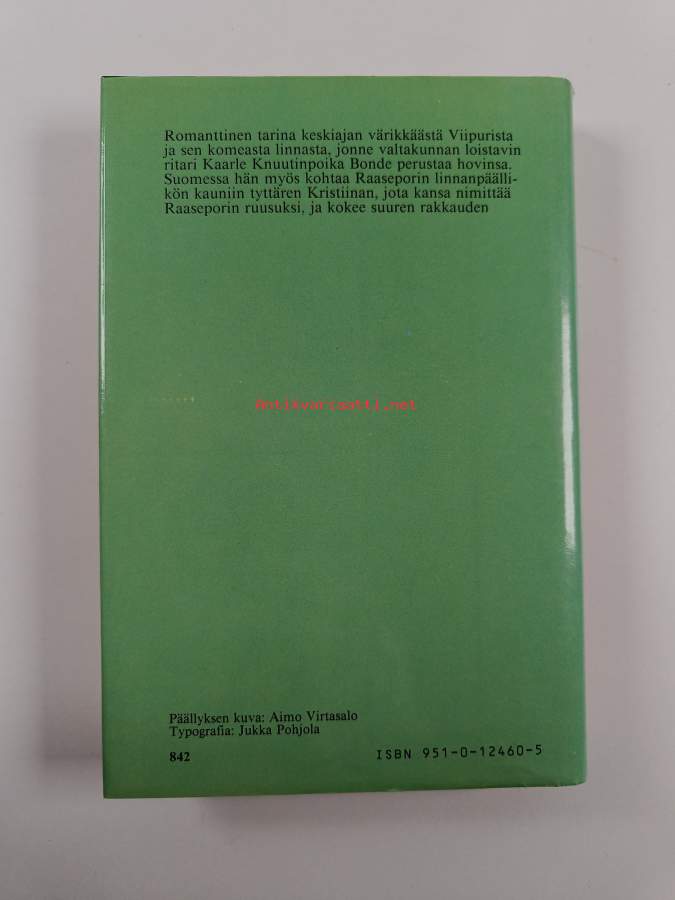 Romanttinen tarina keskiajan värikkäästä Viipurista
ja sen komeasta linnasta, jonne valtakunnan loistavin
ritari Kaarle Knuutinpoika Bonde perustaa hovinsa.
Suomessa hän myös kohtaa Raaseporin linnanpäälli-
kön kauniin tyttären Kristiinan, jota kansa nimittää
Raaseporin ruusuksi, ja kokee suuren rakkauden
Antikvariaatti.net
Päällyksen kuva: Aimo Virtasalo
Typografia: Jukka Pohjola
842
ISBN 951-0-12460-5